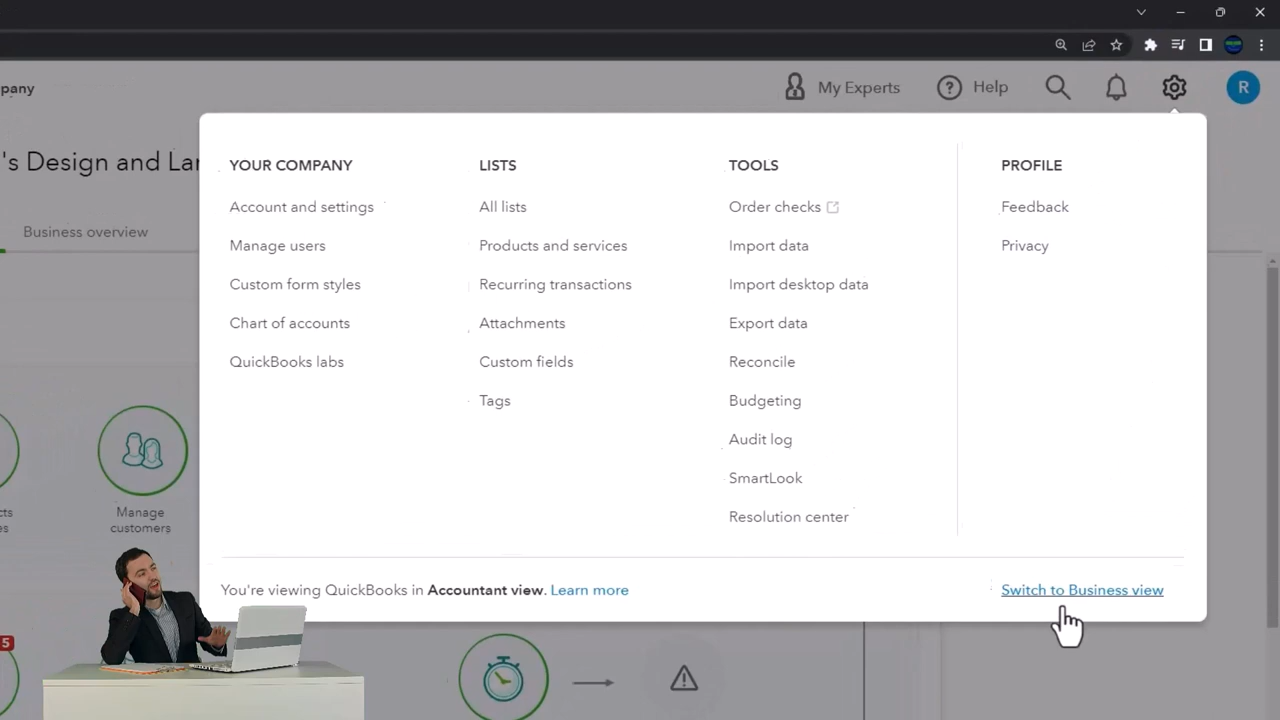 pany
My Experts
Help
R
's Design and Lan
Business overview
YOUR COMPANY
Account and settings
Manage users
Custom form styles
Chart of accounts
QuickBooks labs
LISTS
All lists
Products and services
Recurring transactions
Attachments
Custom fields
Tags
TOOLS
Order checks
Import data
Import desktop data
Export data
Reconcile
Budgeting
Audit log
SmartLook
Resolution center
PROFILE
Feedback
Privacy
cts
es
Manage
customers
You're viewing QuickBooks in Accountant view. Learn more
Switch to Business view
5